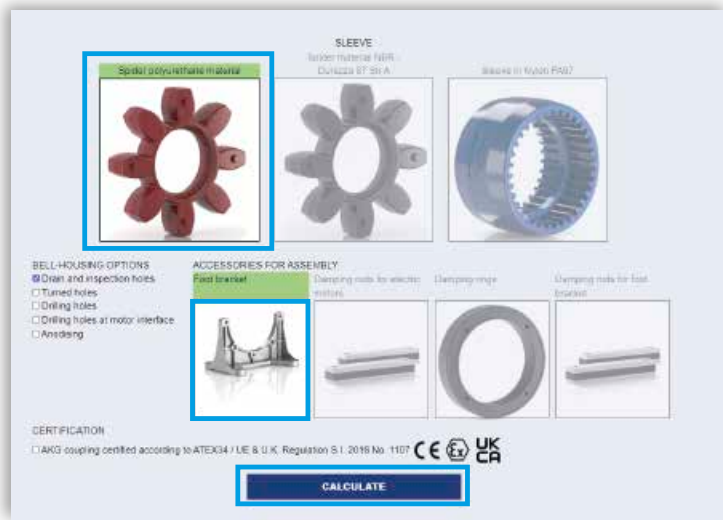 SLEEVE
Spider polyurethane material
Spider material NBR -
Durezza 87 Sh A
Sleeve in Nylon PA67
BELL-HOUSING OPTIONS
Drain and inspection holes
Turned holes
Drilling holes
Drilling holes at motor interface
Anodising
ACCESSORIES FOR ASSEMBLY
Foot bracket
Damping rods for electric
motors
Damping rings
Damping rods for foot
bracket
CERTIFICATION
AKG coupling certified according to ATEX34 / UE & U.K. Regulation S.I. 2016 No. 1107 CE Ex UK
CA
CALCULATE